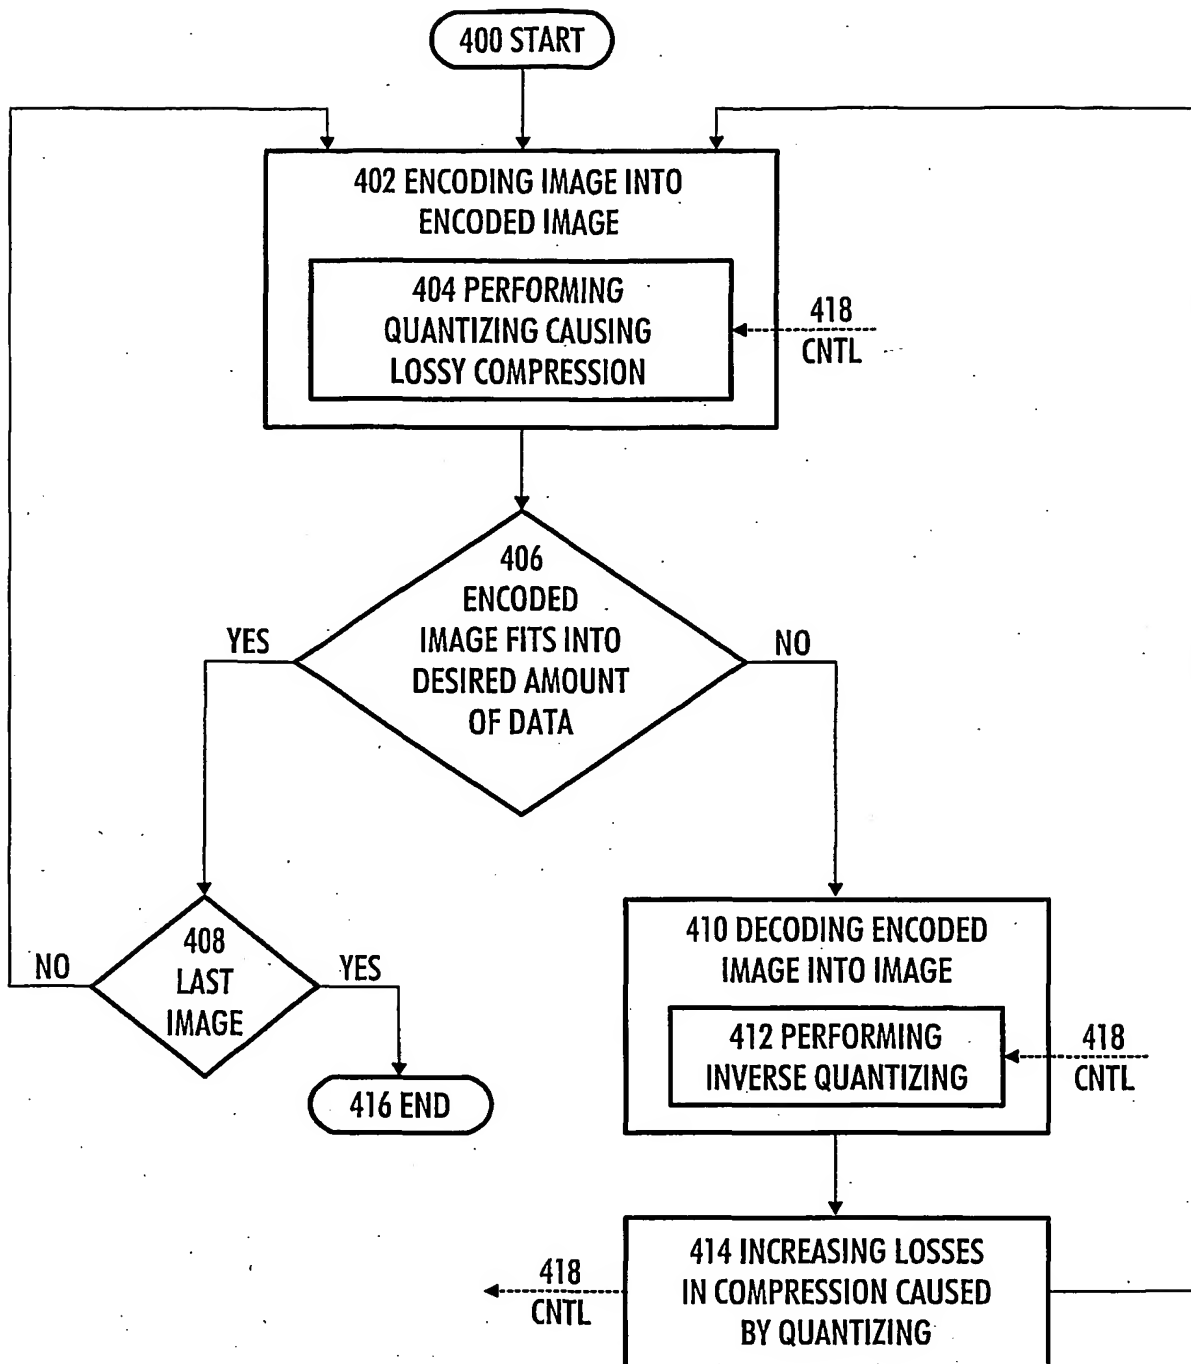 400 START
402 ENCODING IMAGE INTO
ENCODED IMAGE
404 PERFORMING
QUANTIZING CAUSING
LOSSY COMPRESSION
418
CNTL
406
ENCODED
IMAGE FITS INTO
DESIRED AMOUNT
OF DATA
YES
NO
408
LAST
IMAGE
NO
YES
416 END
410 DECODING ENCODED
IMAGE INTO IMAGE
412 PERFORMING
INVERSE QUANTIZING
418
CNTL
414 INCREASING LOSSES
IN COMPRESSION CAUSED
BY QUANTIZING
418
CNTL